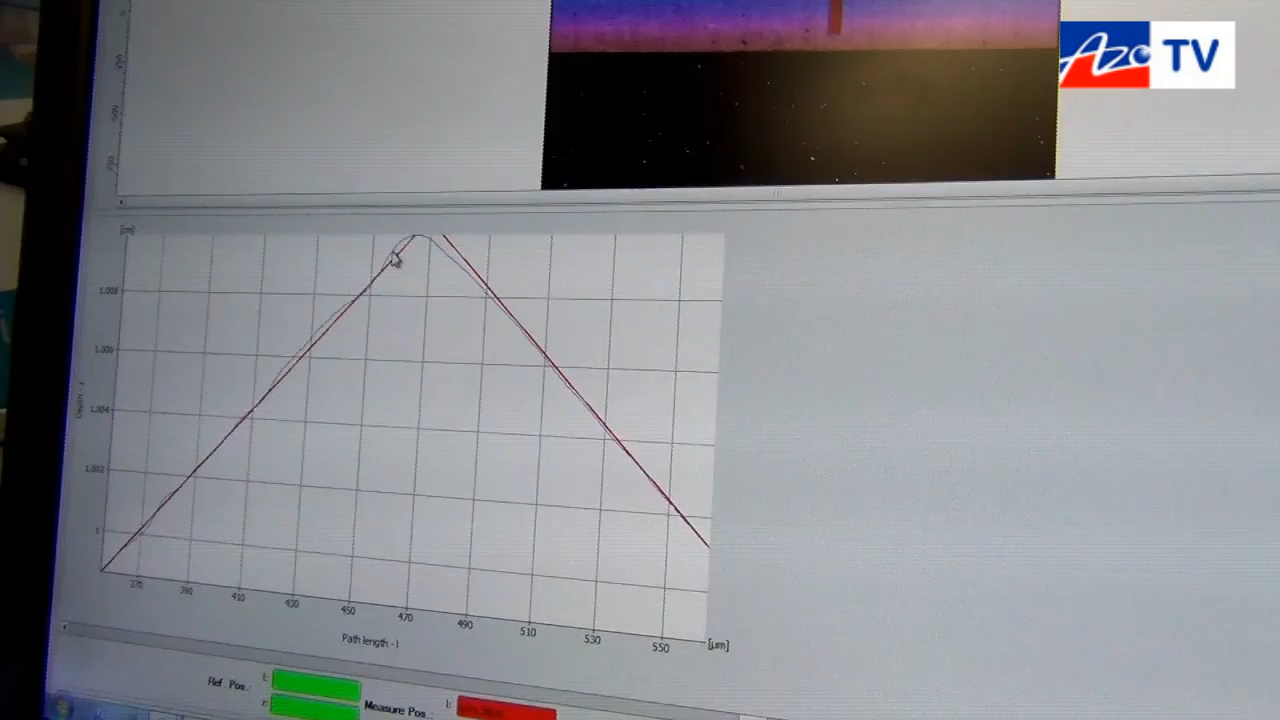 Azo TV
[cm]
1.008
1.006
1.004
1.002
1
370 390 410 430 450 470 490 510 530 550 [µm]
Path length - l
Ref. Pos.: l:
z:
Measure Pos.: l: